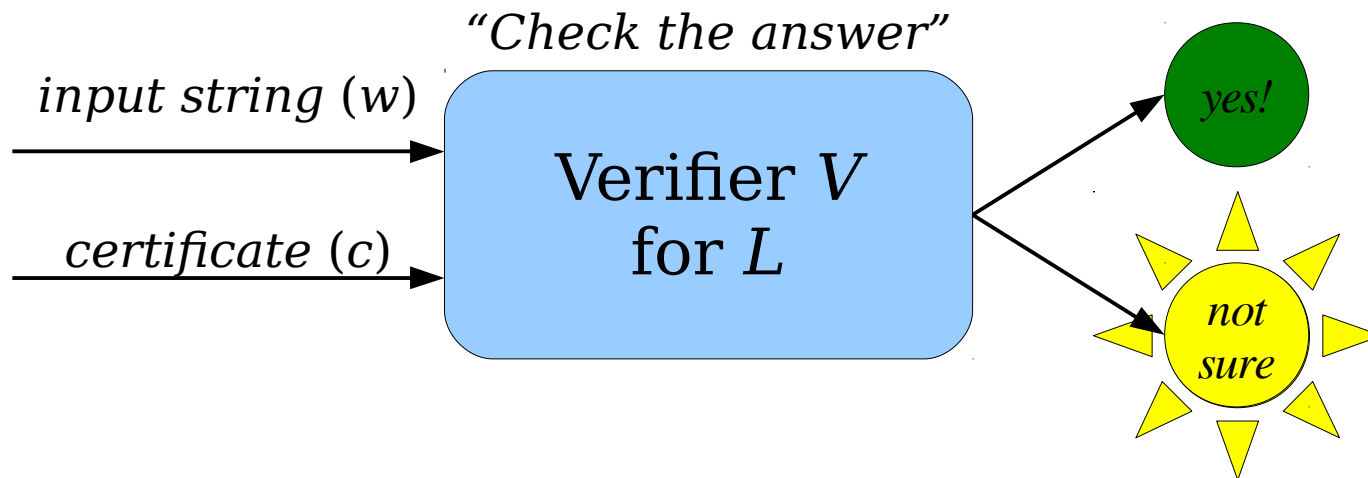 “Check the answer”
input string (w)
certificate (c)
Verifier V
for L
yes!
not
sure